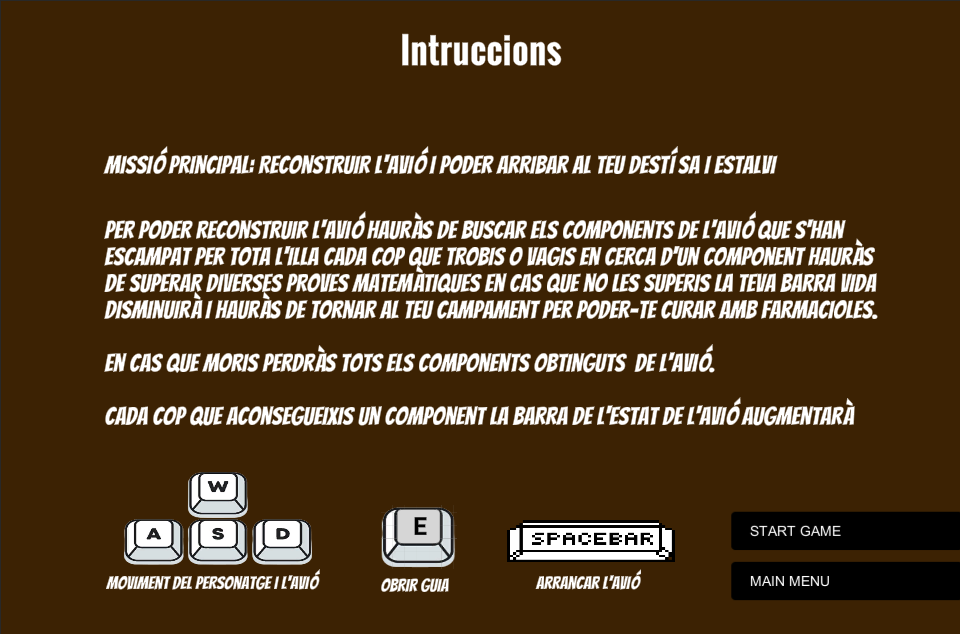 Intruccions
MISSIÓ PRINCIPAL: RECONSTRUIR L'AVIÓ I PODER ARRIBAR AL TEU DESTÍ SA I ESTALVI
PER PODER RECONSTRUIR L'AVIÓ HAURÀS DE BUSCAR ELS COMPONENTS DE L'AVIÓ QUE S'HAN
ESCAMPAT PER TOTA L'ILLA CADA COP QUE TROBIS O VAGIS EN CERCA D'UN COMPONENT HAURÀS
DE SUPERAR DIVERSES PROVES MATEMÀTIQUES EN CAS QUE NO LES SUPERIS LA TEVA BARRA VIDA
DISMINUIRÀ I HAURÀS DE TORNAR AL TEU CAMPAMENT PER PODER-TE CURAR AMB FARMACIOLES.
EN CAS QUE MORIS PERDRÀS TOTS ELS COMPONENTS OBTINGUTS DE L'AVIÓ.
CADA COP QUE ACONSEGUEIXIS UN COMPONENT LA BARRA DE L'ESTAT DE L'AVIÓ AUGMENTARÀ
W
A S D
MOVIMENT DEL PERSONATGE I L'AVIÓ
E
OBRIR GUIA
SPACEBAR
ARRANCAR L'AVIÓ
START GAME
MAIN MENU